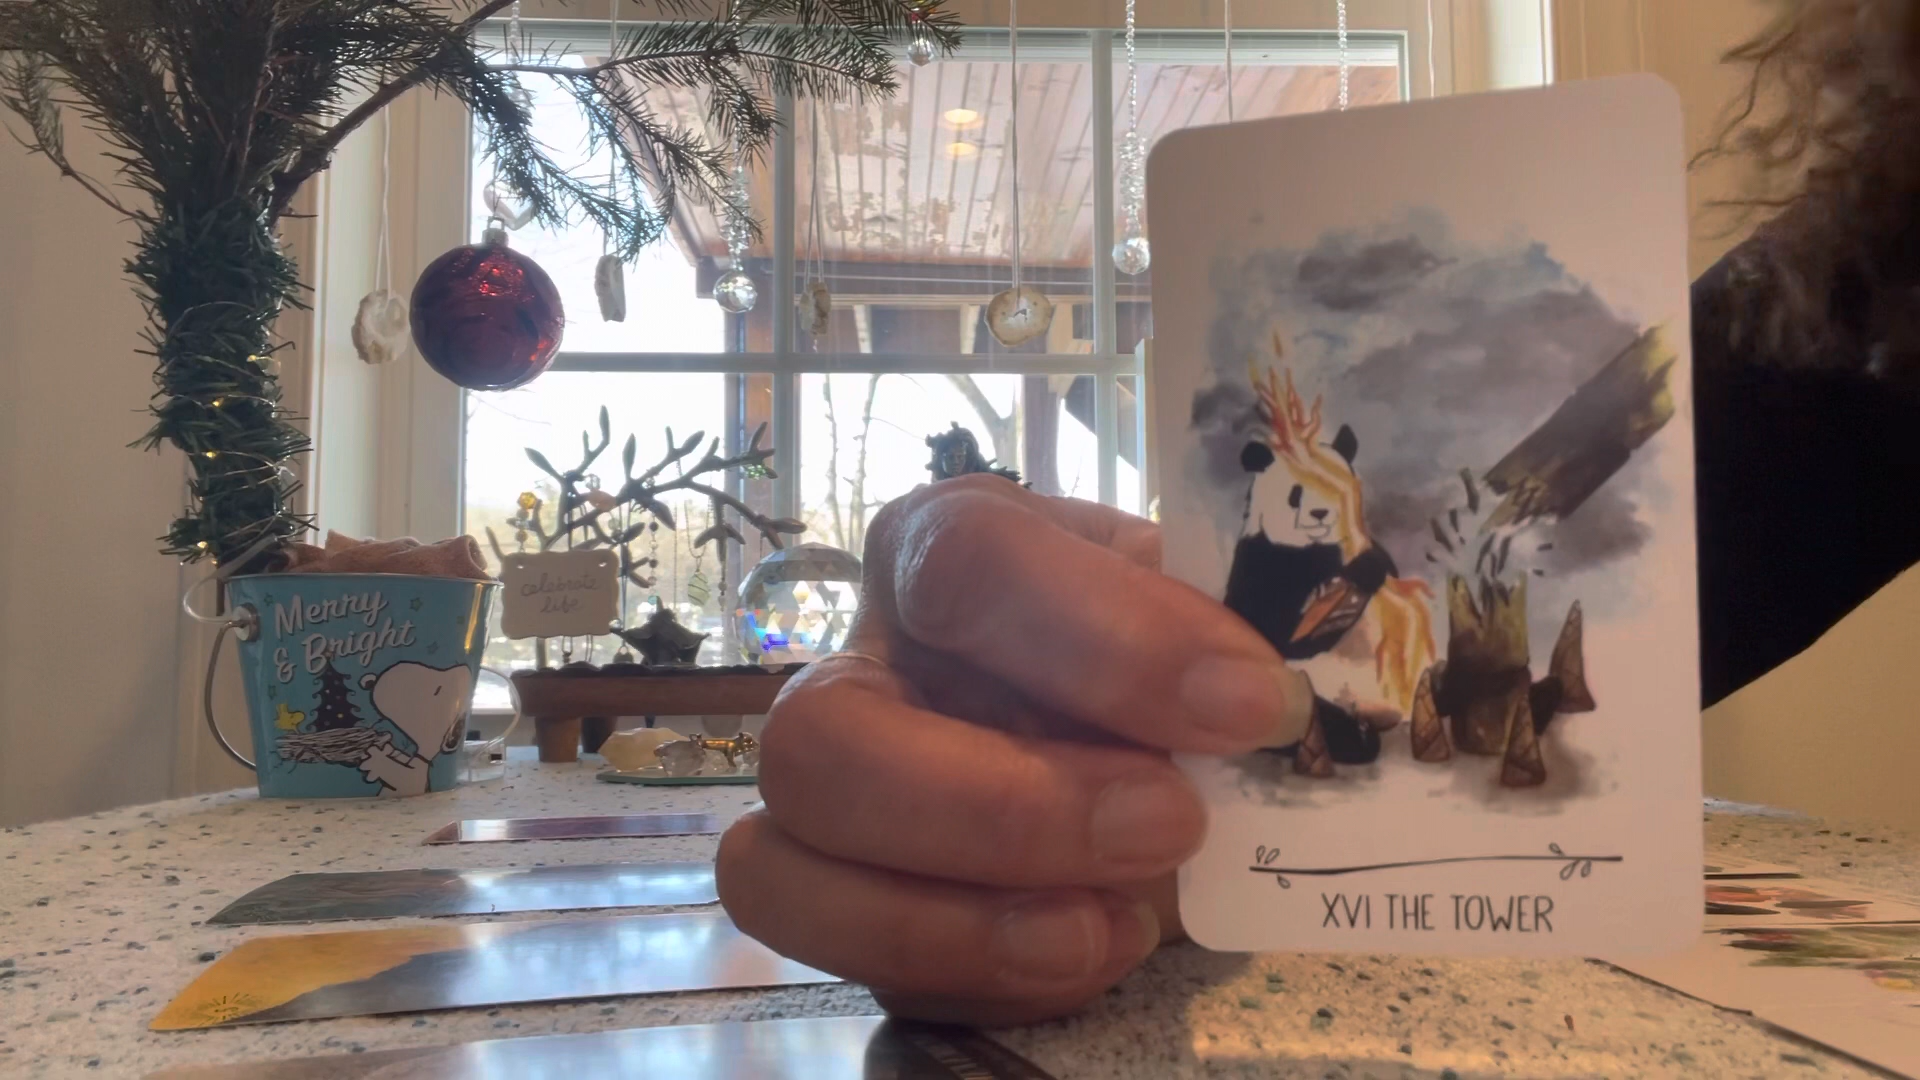 Merry
& Bright
celebrate
life
XVI THE TOWER